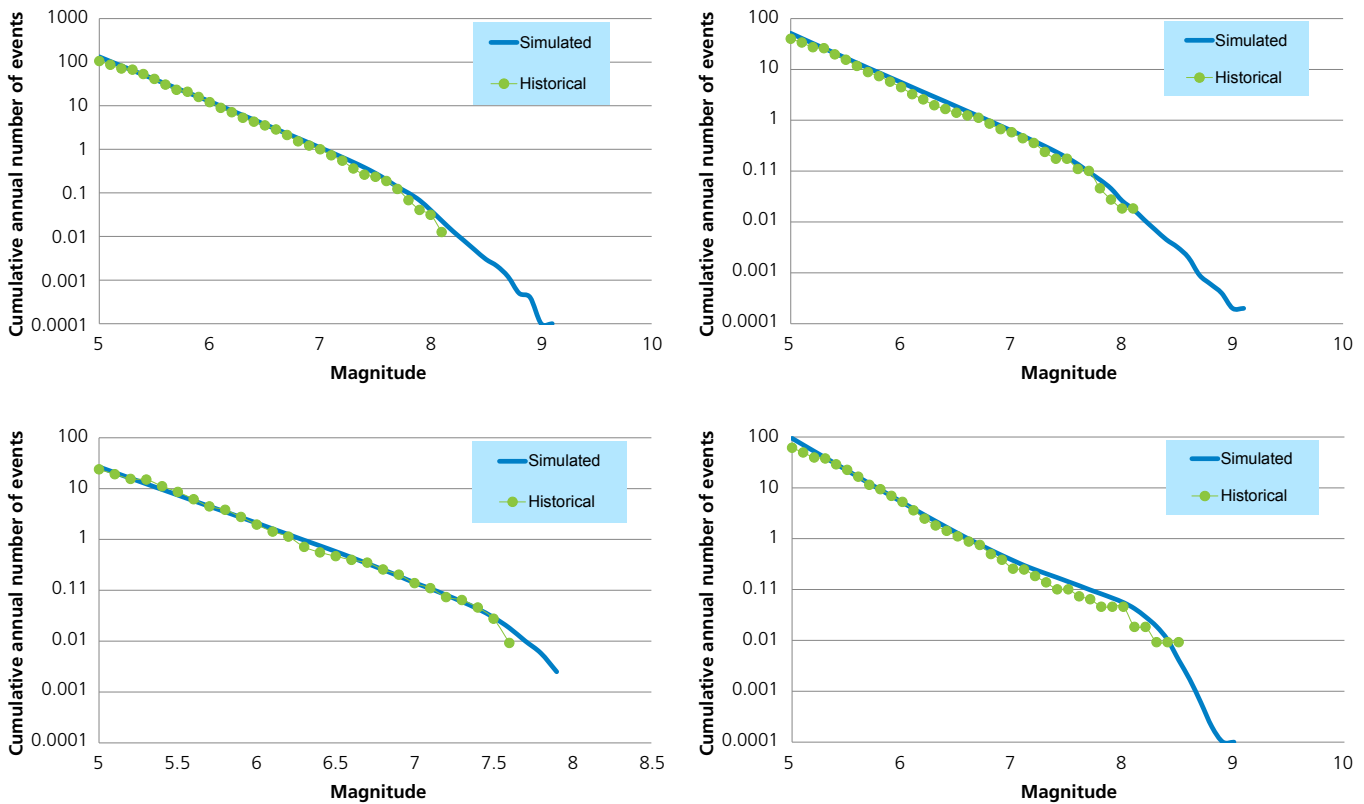 Cumulative annual number of events
1000
100
10
1
0.1
0.01
0.001
0.0001
5 6 7 8 9 10
Magnitude
Simulated
Historical
Cumulative annual number of events
100
10
1
0.11
0.01
0.001
0.0001
5 6 7 8 9 10
Magnitude
Simulated
Historical
Cumulative annual number of events
100
10
1
0.11
0.01
0.001
0.0001
5 5.5 6 6.5 7 7.5 8 8.5
Magnitude
Simulated
Historical
Cumulative annual number of events
100
10
1
0.11
0.01
0.001
0.0001
5 6 7 8 9 10
Magnitude
Simulated
Historical